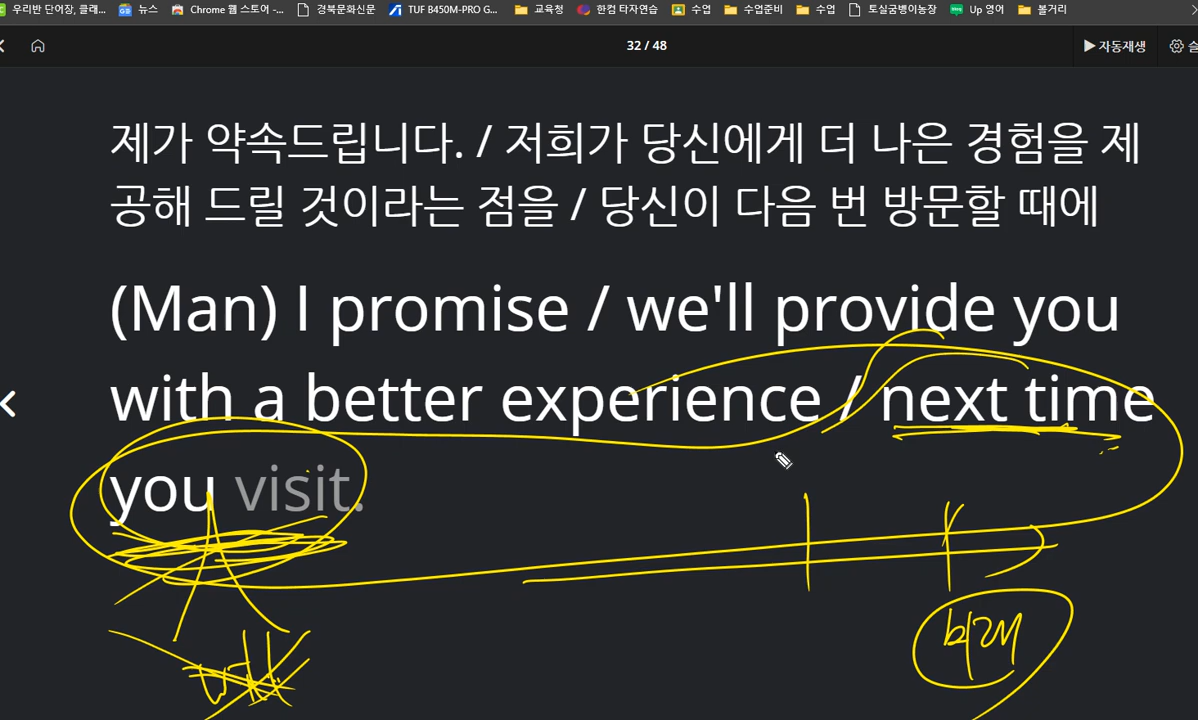 우리반 단어장, 클래... 뉴스 Chrome 웹 스토어 -... 경북문화신문 TUF B450M-PRO G... 교육청 한컴 타자연습 수업 수업준비 수업 토실굼벵이농장 Up 영어 볼거리
32 / 48 자동재생 슬
제가 약속드립니다. / 저희가 당신에게 더 나은 경험을 제
공해 드릴 것이라는 점을 / 당신이 다음 번 방문할 때에
(Man) I promise / we'll provide you
with a better experience / next time
you visit.
미래